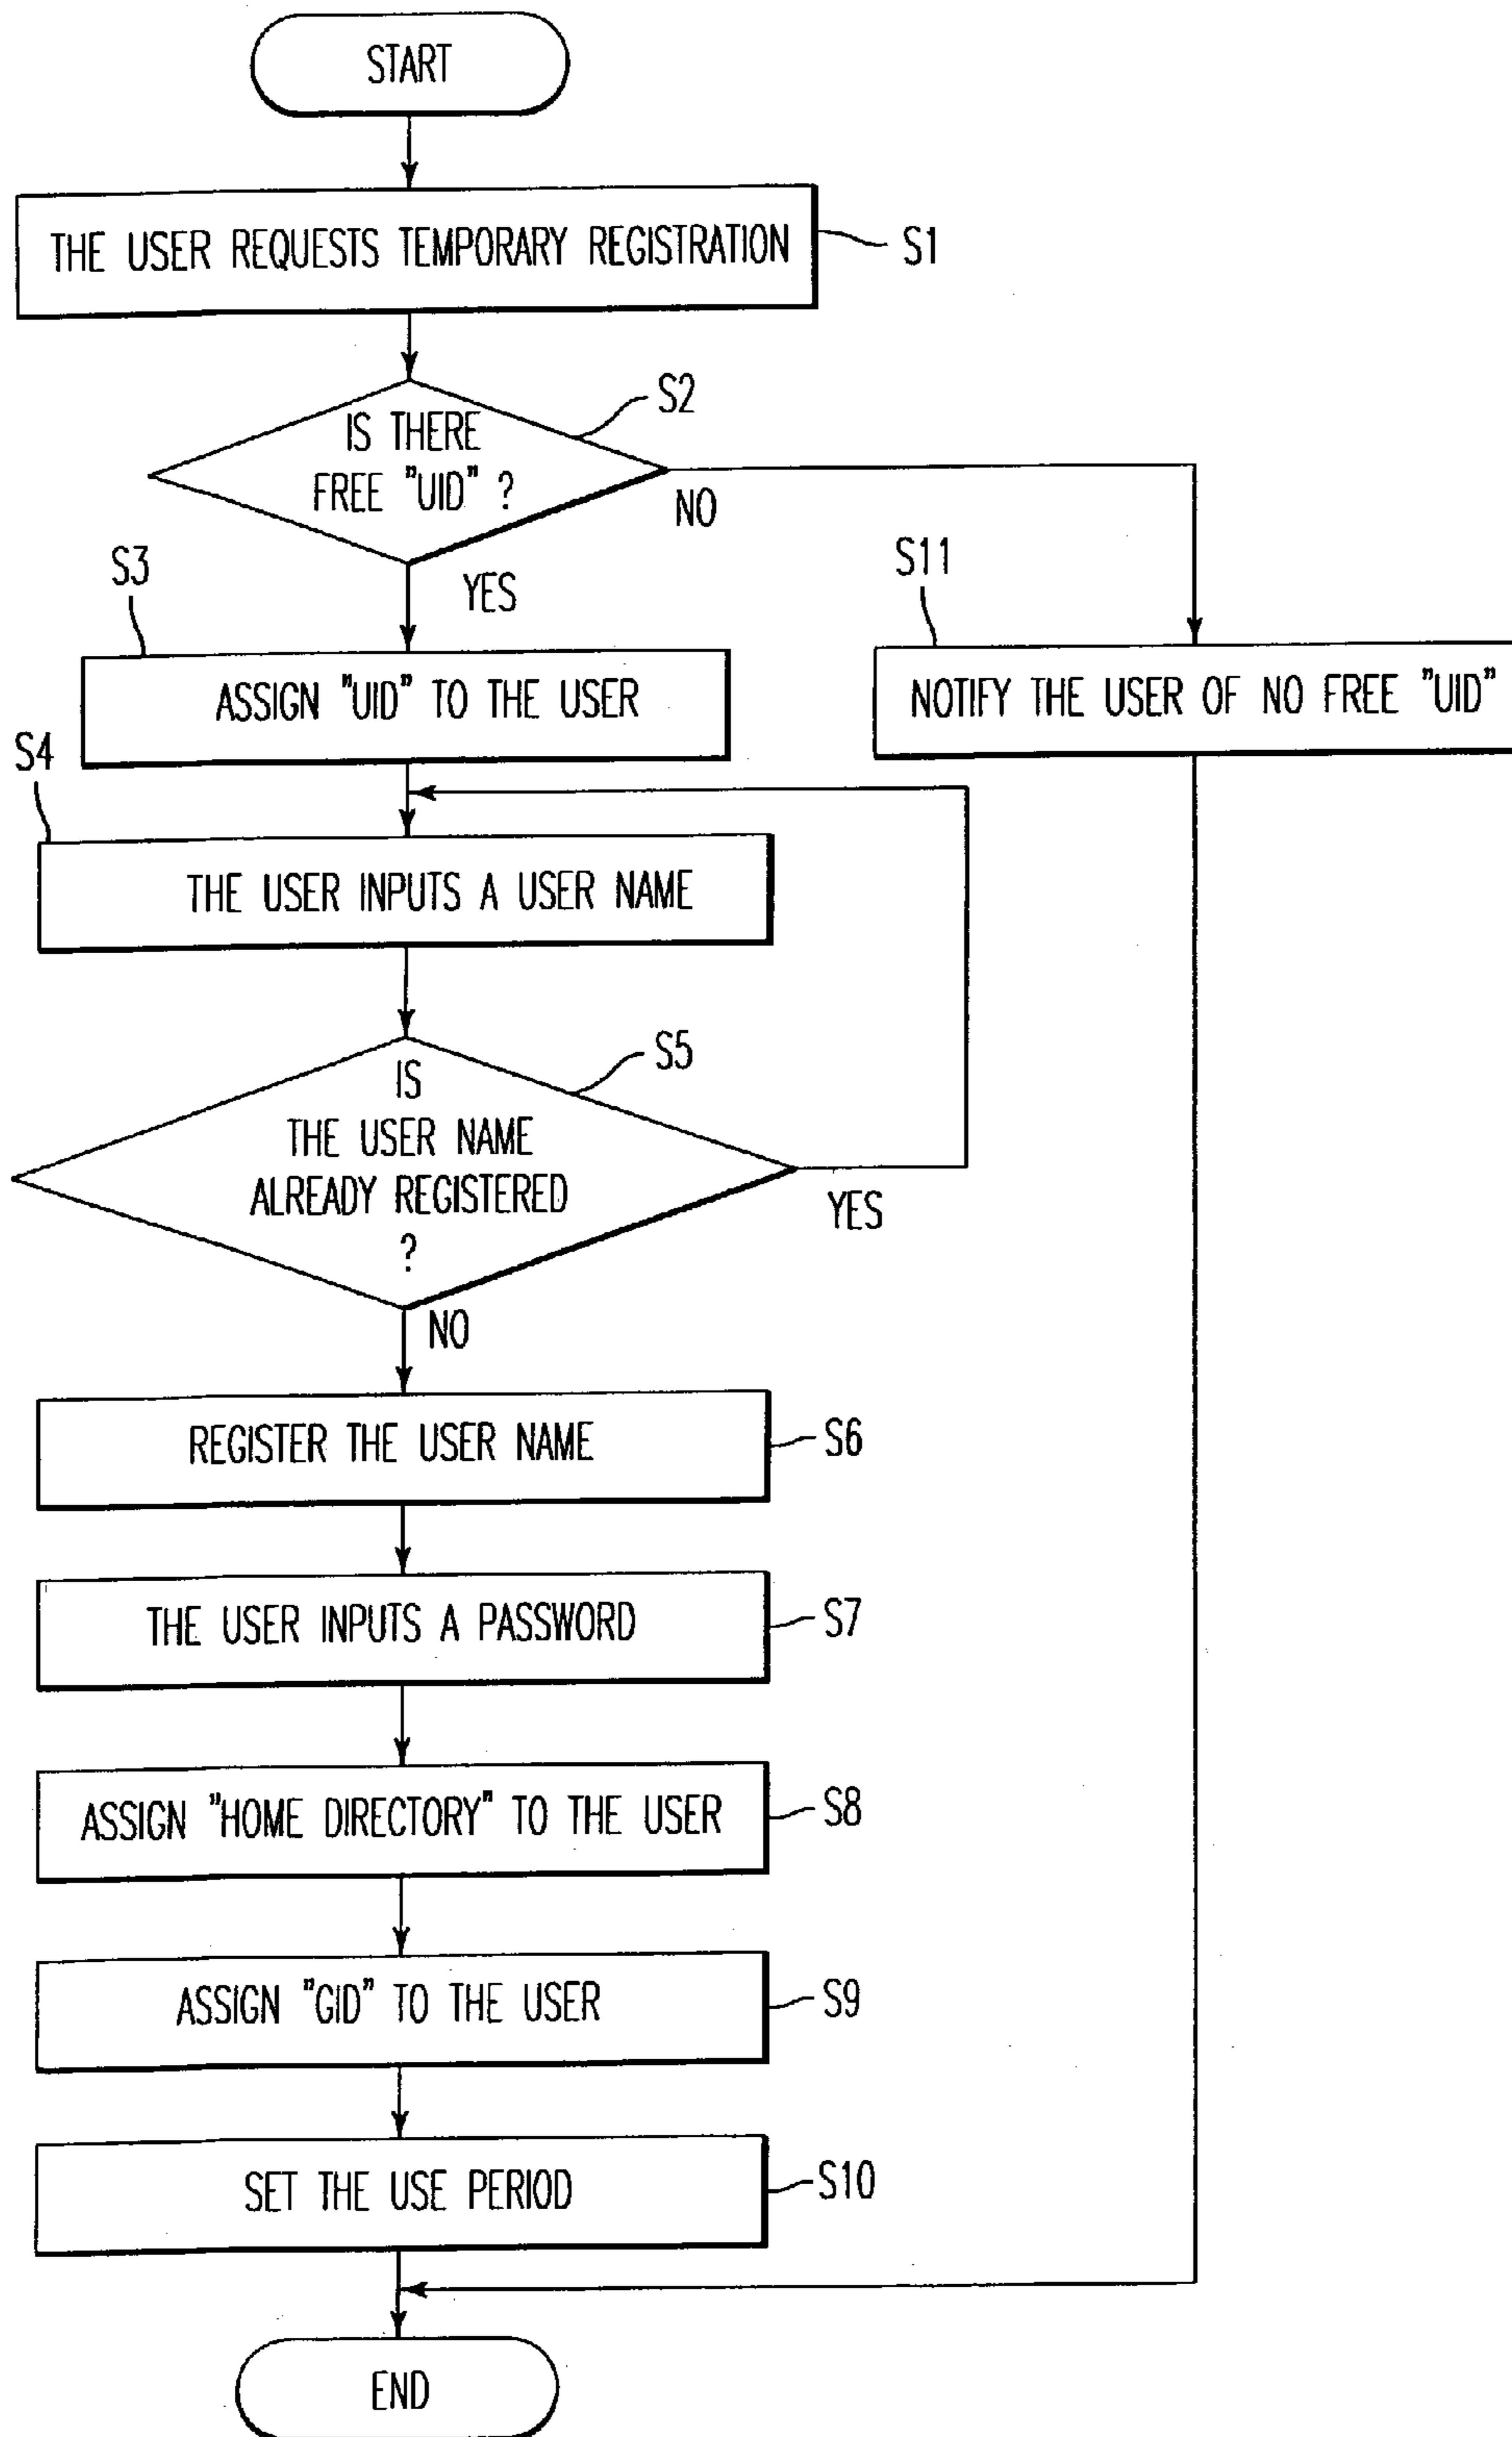 START
THE USER REQUESTS TEMPORARY REGISTRATION
S1
S2
IS THERE
FREE "UID" ?
NO
YES
S3
ASSIGN "UID" TO THE USER
S11
NOTIFY THE USER OF NO FREE "UID"
S4
THE USER INPUTS A USER NAME
S5
IS
THE USER NAME
ALREADY REGISTERED
?
YES
NO
REGISTER THE USER NAME
S6
THE USER INPUTS A PASSWORD
S7
ASSIGN "HOME DIRECTORY" TO THE USER
S8
ASSIGN "GID" TO THE USER
S9
SET THE USE PERIOD
S10
END